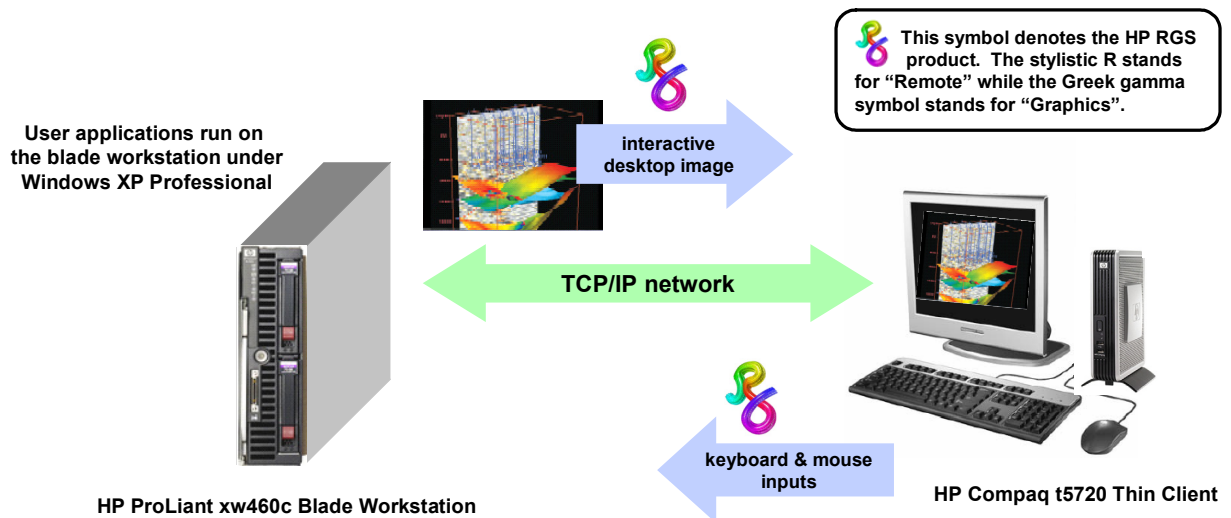 This symbol denotes the HP RGS
product. The stylistic R stands
for “Remote” while the Greek gamma
symbol stands for “Graphics”.
User applications run on
the blade workstation under
Windows XP Professional
interactive
desktop image
TCP/IP network
keyboard & mouse
inputs
HP ProLiant xw460c Blade Workstation
HP Compaq t5720 Thin Client